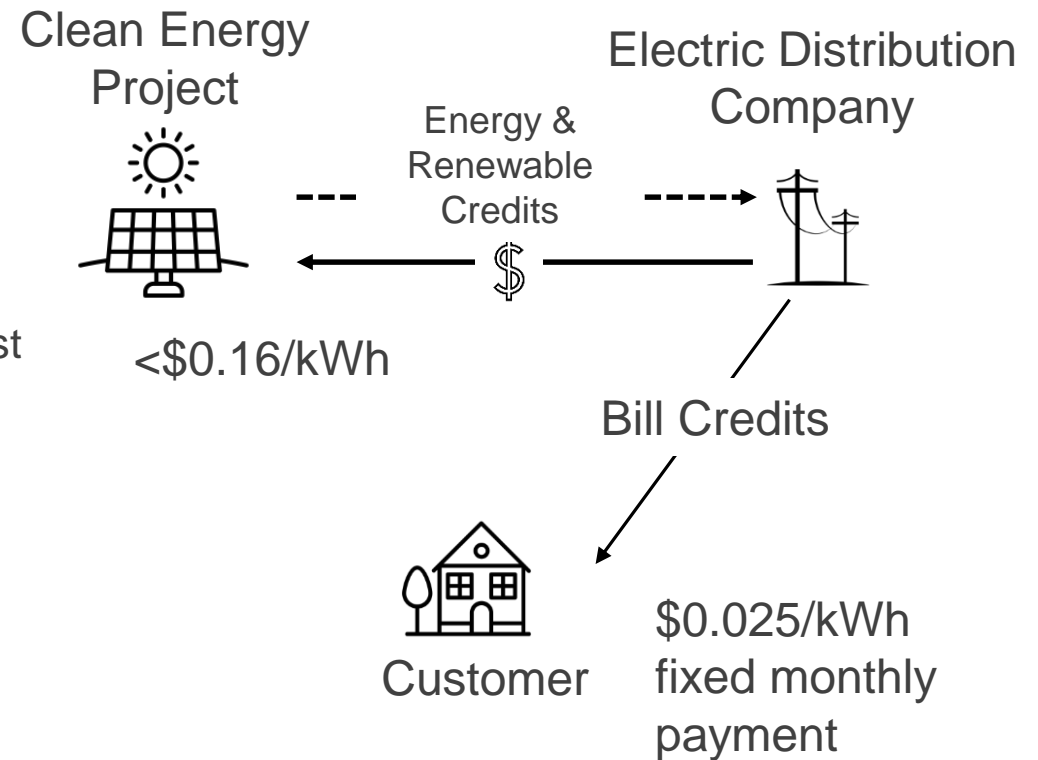 Clean Energy
Project
Electric Distribution
Company
Energy &
Renewable
Credits
$
st
<$0.16/kWh
Bill Credits
Customer
$0.025/kWh
fixed monthly
payment